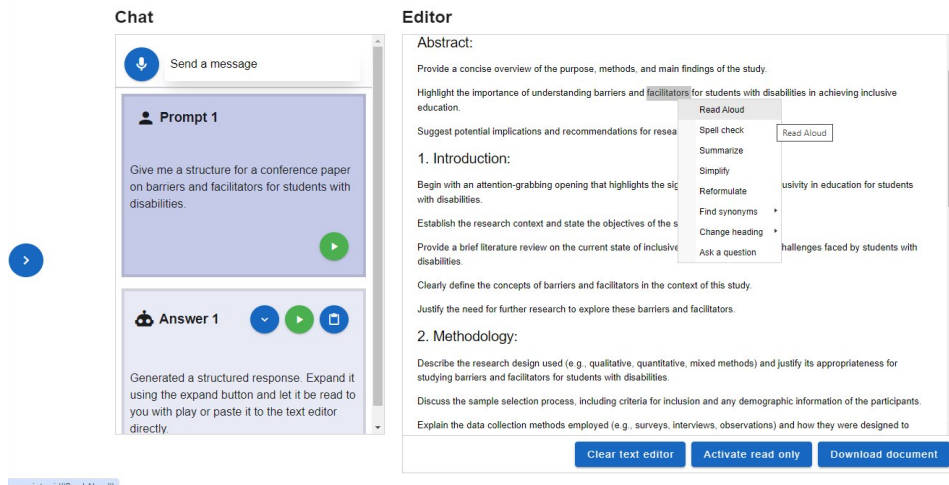 Chat
Send a message
Prompt 1
Give me a structure for a conference paper
on barriers and facilitators for students with
disabilities.
Answer 1
Generated a structured response. Expand it
using the expand button and let it be read to
you with play or paste it to the text editor
directly.
Editor
Abstract:
Provide a concise overview of the purpose, methods, and main findings of the study.
Highlight the importance of understanding barriers and facilitators for students with disabilities in achieving inclusive
education.
Suggest potential implications and recommendations for
1. Introduction:
Begin with an attention-grabbing opening that highlights the in education for students
with disabilities.
Establish the research context and state the objectives of the
Provide a brief literature review on the current state of faced by students with
disabilities.
Clearly define the concepts of barriers and facilitators in the context of this study.
Justify the need for further research to explore these barriers and facilitators.
2. Methodology:
Describe the research design used (e.g., qualitative, quantitative, mixed methods) and justify its appropriateness for
studying barriers and facilitators for students with disabilities.
Discuss the sample selection process, including criteria for inclusion and any demographic information of the participants.
Explain the data collection methods employed (e.g., surveys, interviews, observations) and how they were designed to
Read Aloud
Spell check
Summarize
Simplify
Reformulate
Find synonyms
Change heading
Ask a question
Read Aloud
Clear text editor
Activate read only
Download document